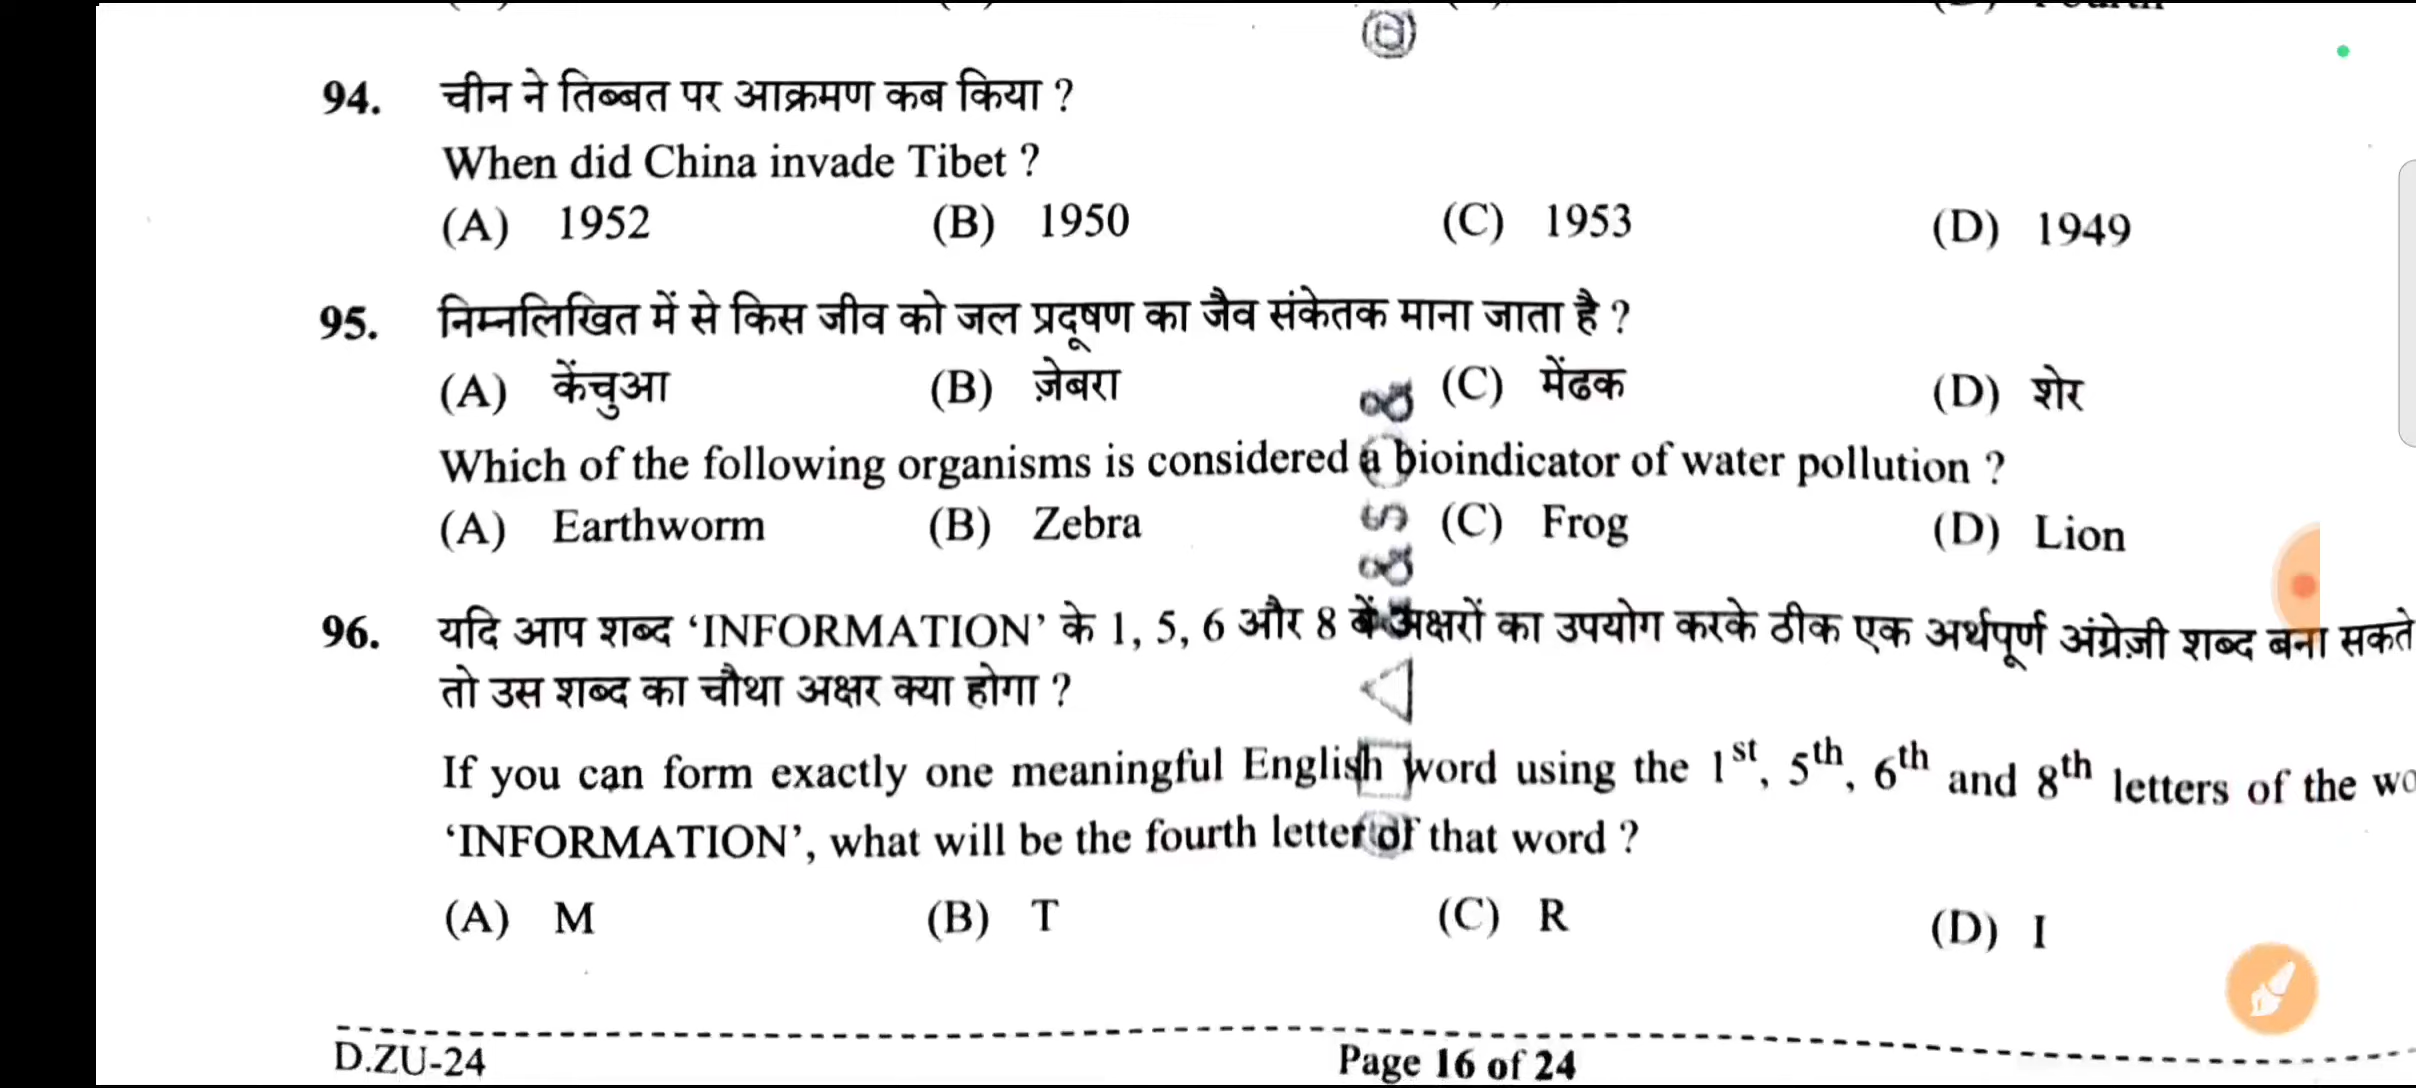 94. चीन ने तिब्बत पर आक्रमण कब किया ?
When did China invade Tibet ?
(A) 1952 (B) 1950 (C) 1953 (D) 1949
95. निम्नलिखित में से किस जीव को जल प्रदूषण का जैव संकेतक माना जाता है ?
(A) केंचुआ (B) ज़ेबरा (C) मेंढक (D) शेर
Which of the following organisms is considered a bioindicator of water pollution ?
(A) Earthworm (B) Zebra (C) Frog (D) Lion
96. यदि आप शब्द ‘INFORMATION’ के 1, 5, 6 और 8 वें अक्षरों का उपयोग करके ठीक एक अर्थपूर्ण अंग्रेज़ी शब्द बना सकते
तो उस शब्द का चौथा अक्षर क्या होगा ?
If you can form exactly one meaningful English word using the 1st, 5th, 6th and 8th letters of the
‘INFORMATION’, what will be the fourth letter of that word ?
(A) M (B) T (C) R (D) I
D.ZU-24 Page 16 of 24